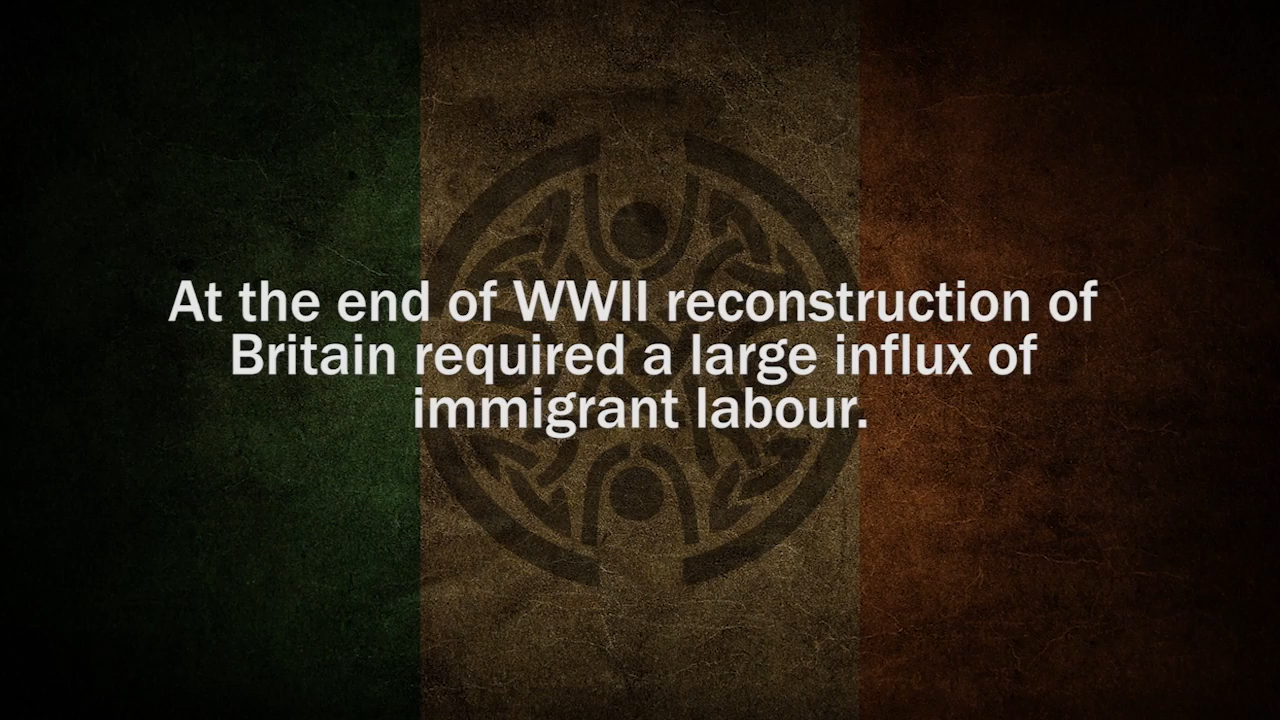 At the end of WWII reconstruction of
Britain required a large influx of
immigrant labour.